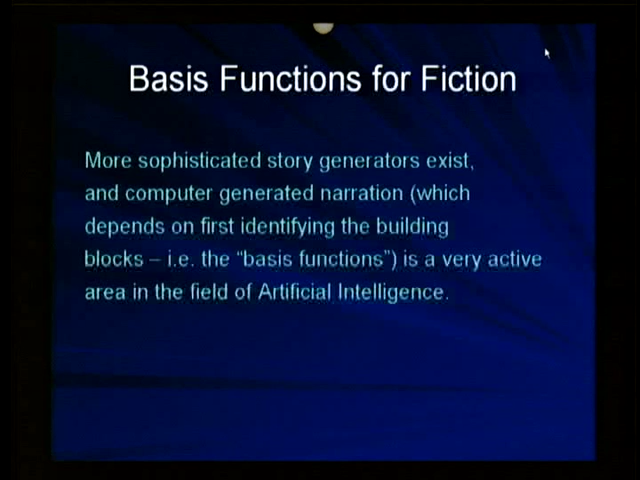 Basis Functions for Fiction
More sophisticated story generators exist,
and computer generated narration (which
depends on first identifying the building
blocks – i.e. the “basis functions”) is a very active
area in the field of Artificial Intelligence.